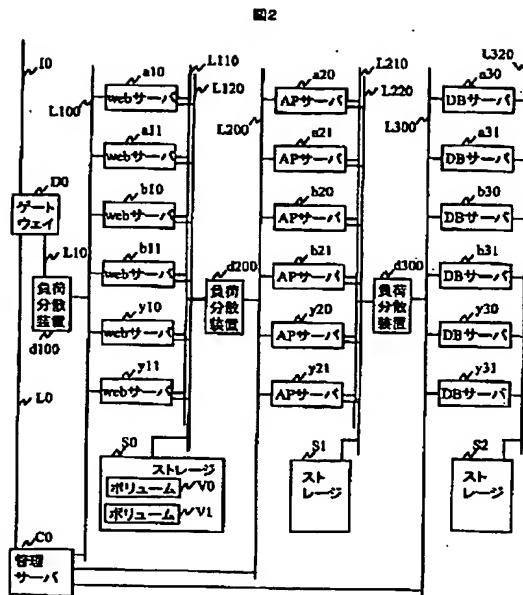 図2
I0
a10
L110
a20
L210
L320
a30
webサーバ
L120
APサーバ
L220
DBサーバ
L100
L200
L300
a11
a21
a31
webサーバ
APサーバ
DBサーバ
D0
b10
b20
b30
ゲート
ウェイ
webサーバ
APサーバ
DBサーバ
L10
b11
d200
b21
d300
b31
負荷
分散
装置
webサーバ
負荷
分散
装置
APサーバ
負荷
分散
装置
DBサーバ
d100
y10
y20
y30
webサーバ
APサーバ
DBサーバ
L0
y11
y21
y31
webサーバ
APサーバ
DBサーバ
S0
S1
S2
ストレージ
ボリューム
V0
ボリューム
V1
スト
レージ
スト
レージ
C0
管理
サーバ